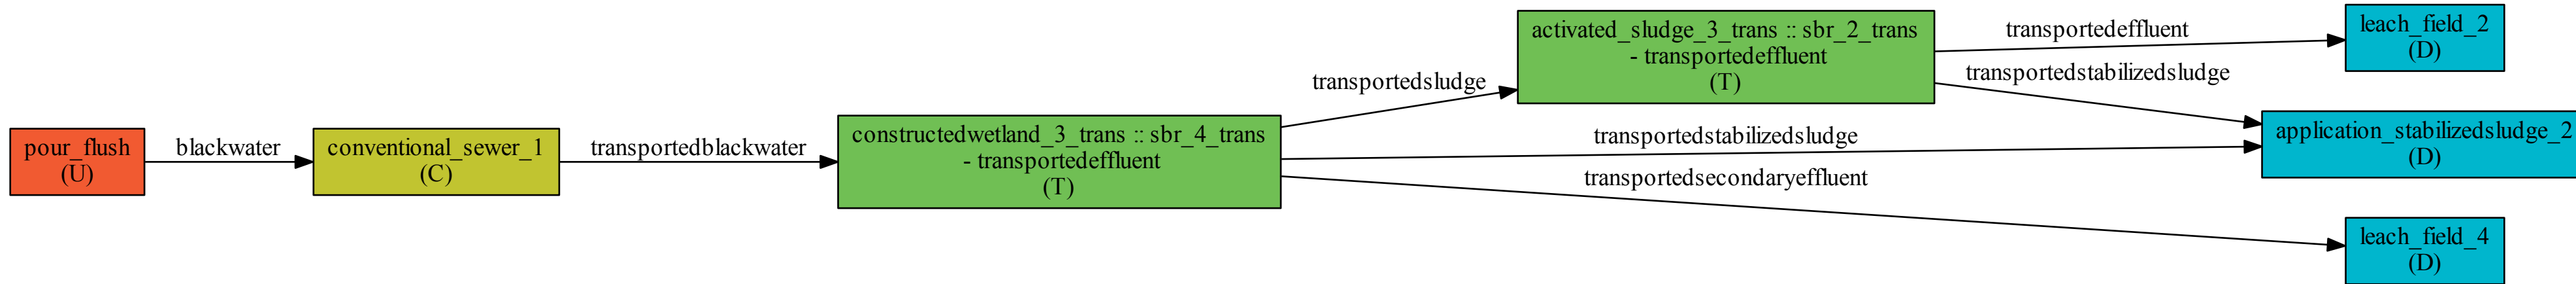 pour_flush
(U)
blackwater
conventional_sewer_1
(C)
transportedblackwater
constructedwetland_3_trans :: sbr_4_trans
- transportedeffluent
(T)
transportedsludge
transportedstabilizedsludge
transportedsecondaryeffluent
activated_sludge_3_trans :: sbr_2_trans
- transportedeffluent
(T)
transportedeffluent
transportedstabilizedsludge
leach_field_2
(D)
application_stabilizedsludge_2
(D)
leach_field_4
(D)